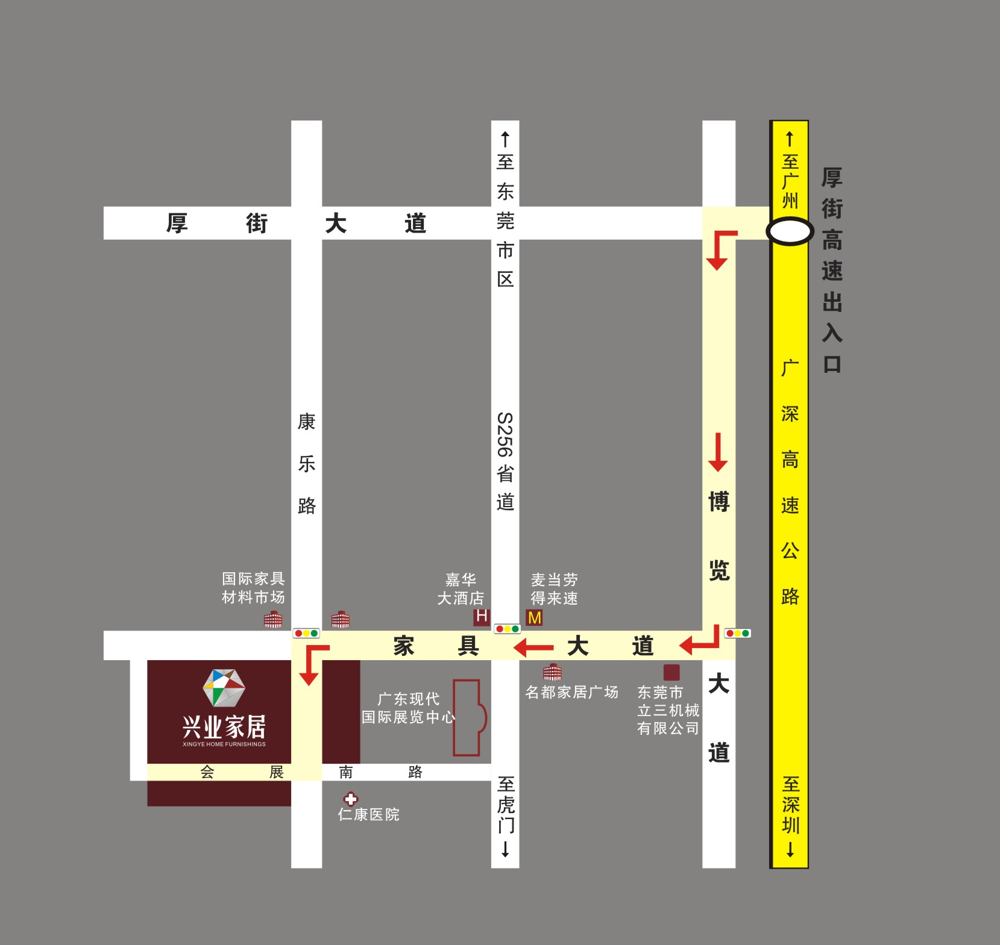 至东莞市区
至广州
厚街高速出入口
厚街大道
广深高速公路
康乐路
S256省道
博览大道
国际家具
材料市场
嘉华
大酒店
麦当劳
得来速
H
M
家具大道
名都家居广场
东莞市
立三机械
有限公司
广东现代
国际展览中心
兴业家居
XINGYE HOME FURNISHINGS
会展南路
仁康医院
至虎门
至深圳